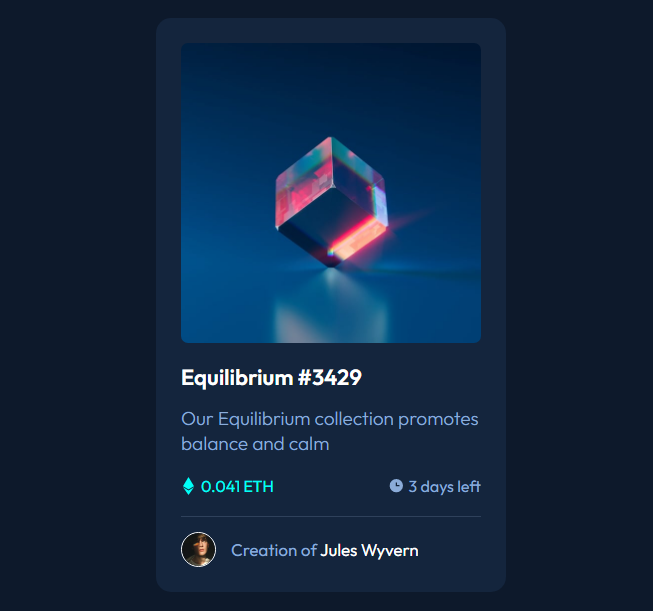 Equilibrium #3429
Our Equilibrium collection promotes
balance and calm
0.041 ETH
3 days left
Creation of Jules Wyvern